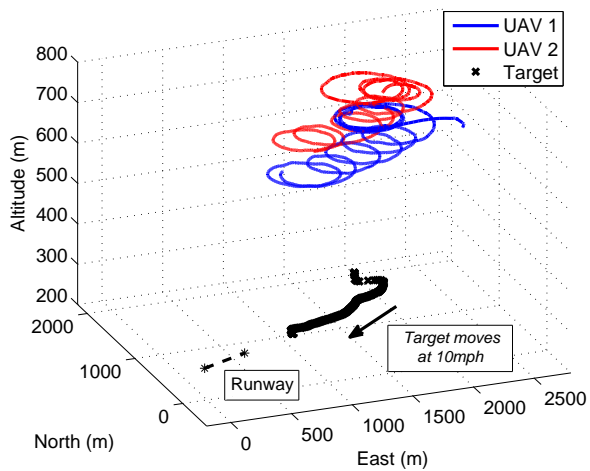 UAV 1
UAV 2
Target
800
700
600
500
400
300
200
Altitude (m)
2000
1000
0
North (m)
0
500
1000
1500
2000
2500
East (m)
Runway
Target moves
at 10mph